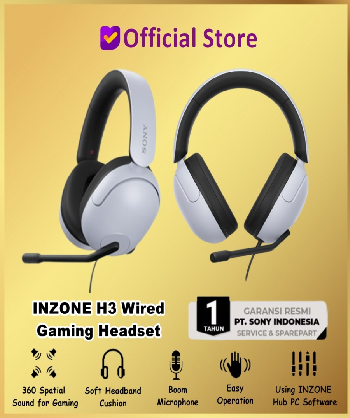 Official Store
SONY
INZONE H3 Wired
Gaming Headset
1
TAHUN
GARANSI RESMI
PT. SONY INDONESIA
SERVICE & SPAREPART
360 Spatial
Sound for Gaming
Soft Headband
Cushion
Boom
Microphone
Easy
Operation
Using INZONE
Hub PC Software